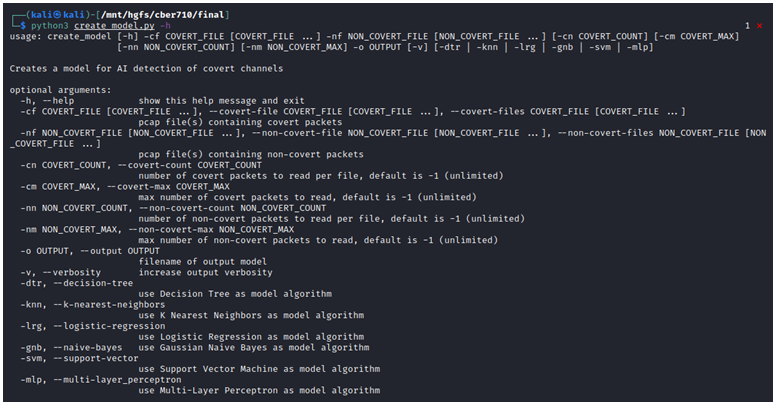 (kali㉿kali)-[/mnt/hgfs/cber710/final]
$ python3 create_model.py -h 1 ⨯
usage: create_model [-h] -cf COVERT_FILE [COVERT_FILE ...] -nf NON_COVERT_FILE [NON_COVERT_FILE ...] [-cn COVERT_COUNT] [-cm COVERT_MAX]
[-nn NON_COVERT_COUNT] [-nm NON_COVERT_MAX] -o OUTPUT [-v] [-dtr | -knn | -lrg | -gnb | -svm | -mlp]
Creates a model for AI detection of covert channels
optional arguments:
-h, --help show this help message and exit
-cf COVERT_FILE [COVERT_FILE ...], --covert-file COVERT_FILE [COVERT_FILE ...], --covert-files COVERT_FILE [COVERT_FILE ...]
pcap file(s) containing covert packets
-nf NON_COVERT_FILE [NON_COVERT_FILE ...], --non-covert-file NON_COVERT_FILE [NON_COVERT_FILE ...], --non-covert-files NON_COVERT_FILE [NON
_COVERT_FILE ...]
pcap file(s) containing non-covert packets
-cn COVERT_COUNT, --covert-count COVERT_COUNT
number of covert packets to read per file, default is -1 (unlimited)
-cm COVERT_MAX, --covert-max COVERT_MAX
max number of covert packets to read, default is -1 (unlimited)
-nn NON_COVERT_COUNT, --non-covert-count NON_COVERT_COUNT
number of non-covert packets to read per file, default is -1 (unlimited)
-nm NON_COVERT_MAX, --non-covert-max NON_COVERT_MAX
max number of non-covert packets to read, default is -1 (unlimited)
-o OUTPUT, --output OUTPUT
filename of output model
-v, --verbosity increase output verbosity
-dtr, --decision-tree
use Decision Tree as model algorithm
-knn, --k-nearest-neighbors
use K Nearest Neighbors as model algorithm
-lrg, --logistic-regression
use Logistic Regression as model algorithm
-gnb, --naive-bayes use Gaussian Naive Bayes as model algorithm
-svm, --support-vector
use Support Vector Machine as model algorithm
-mlp, --multi-layer_perceptron
use Multi-Layer Perceptron as model algorithm